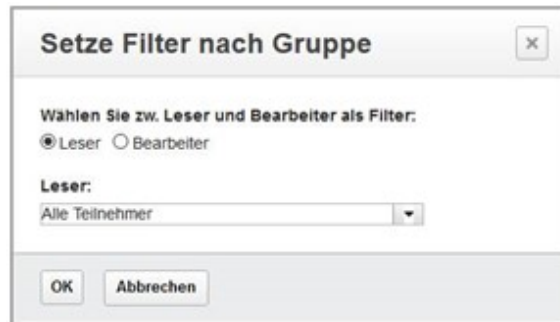 Setze Filter nach Gruppe
Wählen Sie zw. Leser und Bearbeiter als Filter:
Leser Bearbeiter
Leser:
Alle Teilnehmer
OK Abbrechen